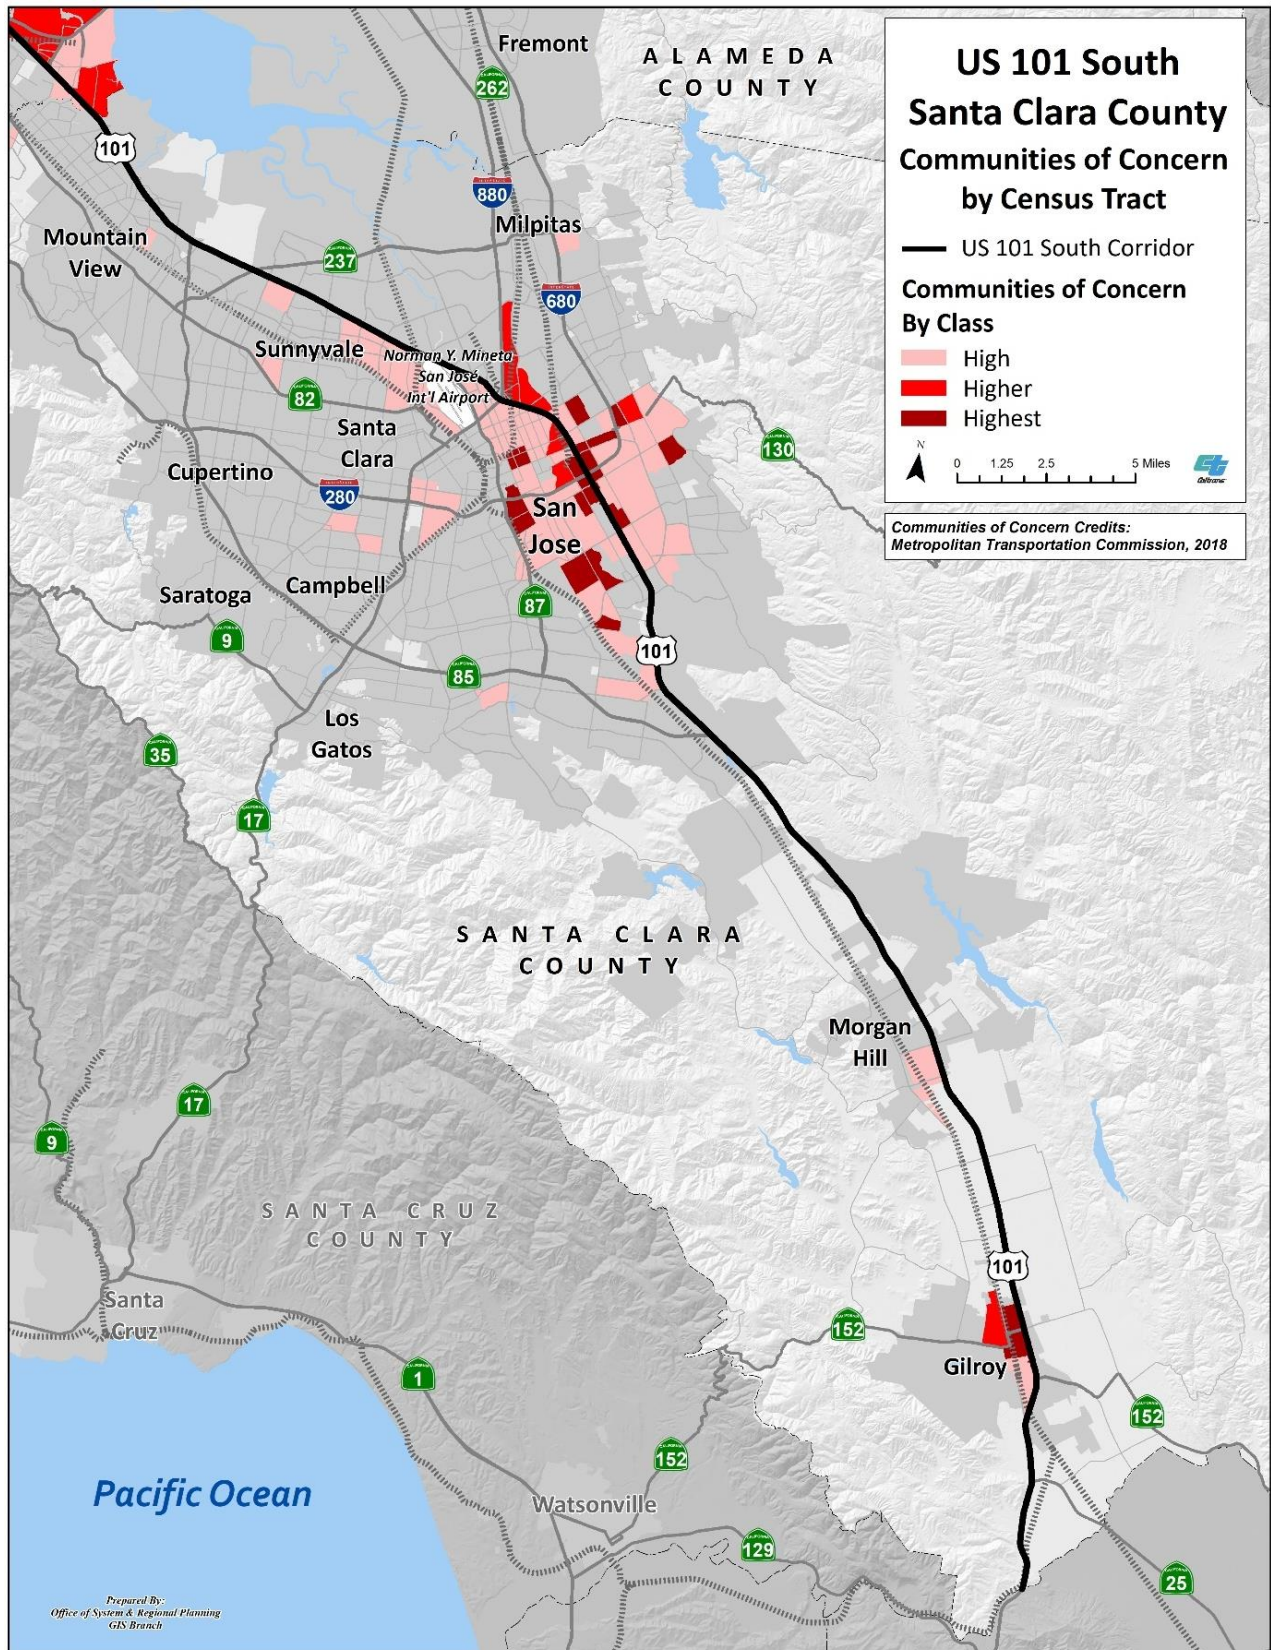 US 101 South
Santa Clara County
Communities of Concern
by Census Tract
US 101 South Corridor
Communities of Concern
By Class
High
Higher
Highest
N
0 1.25 2.5 5 Miles
Caltrans
Communities of Concern Credits:
Metropolitan Transportation Commission, 2018
Fremont
ALAMEDA
COUNTY
262
101
880
Milpitas
Mountain
View
237
680
Sunnyvale
Norman Y. Mineta
San José
Int'l Airport
82
Santa
Clara
130
Cupertino
280
San
Jose
Campbell
Saratoga
87
9
101
85
Los
Gatos
35
17
SANTA CLARA
COUNTY
Morgan
Hill
17
9
SANTA CRUZ
COUNTY
101
Santa
Cruz
152
Gilroy
1
152
152
Pacific Ocean
Watsonville
129
25
Prepared By:
Office of System & Regional Planning
GIS Branch